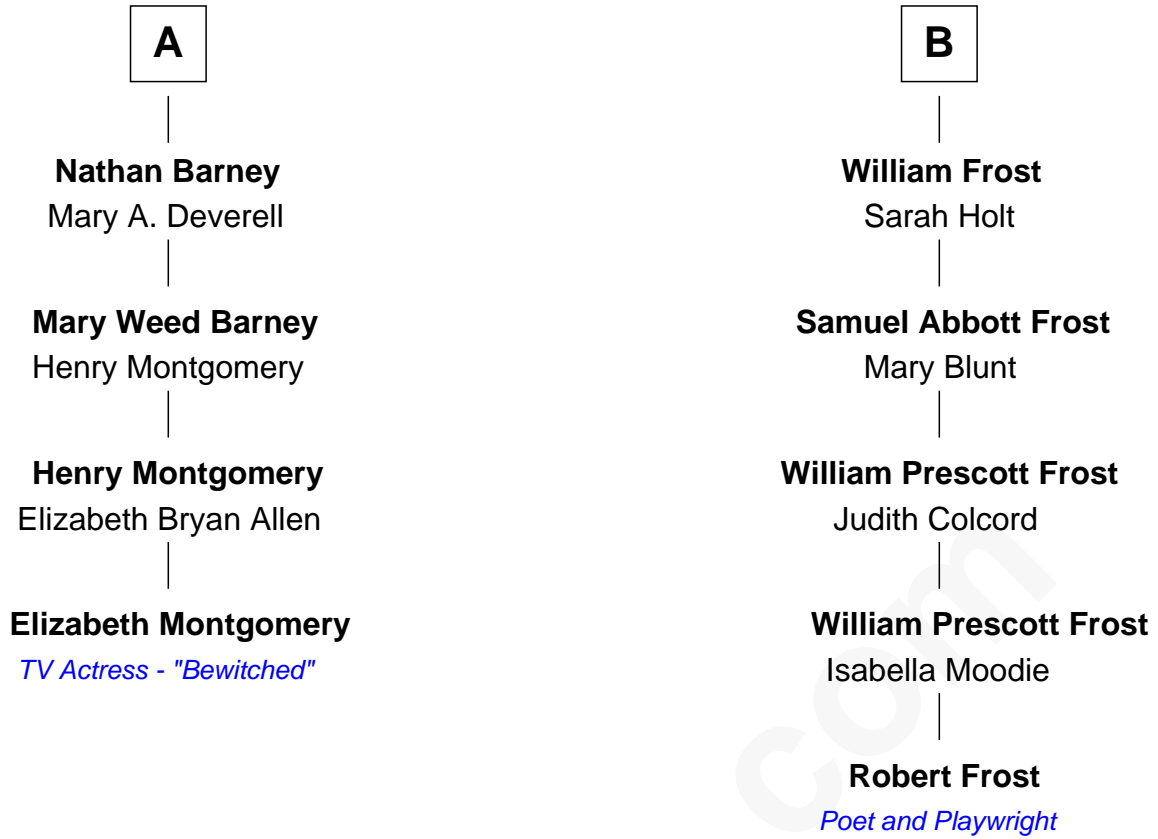 A
Nathan Barney
Mary A. Deverell
Mary Weed Barney
Henry Montgomery
Henry Montgomery
Elizabeth Bryan Allen
Elizabeth Montgomery
TV Actress - "Bewitched"
B
William Frost
Sarah Holt
Samuel Abbott Frost
Mary Blunt
William Prescott Frost
Judith Colcord
William Prescott Frost
Isabella Moodie
Robert Frost
Poet and Playwright
com